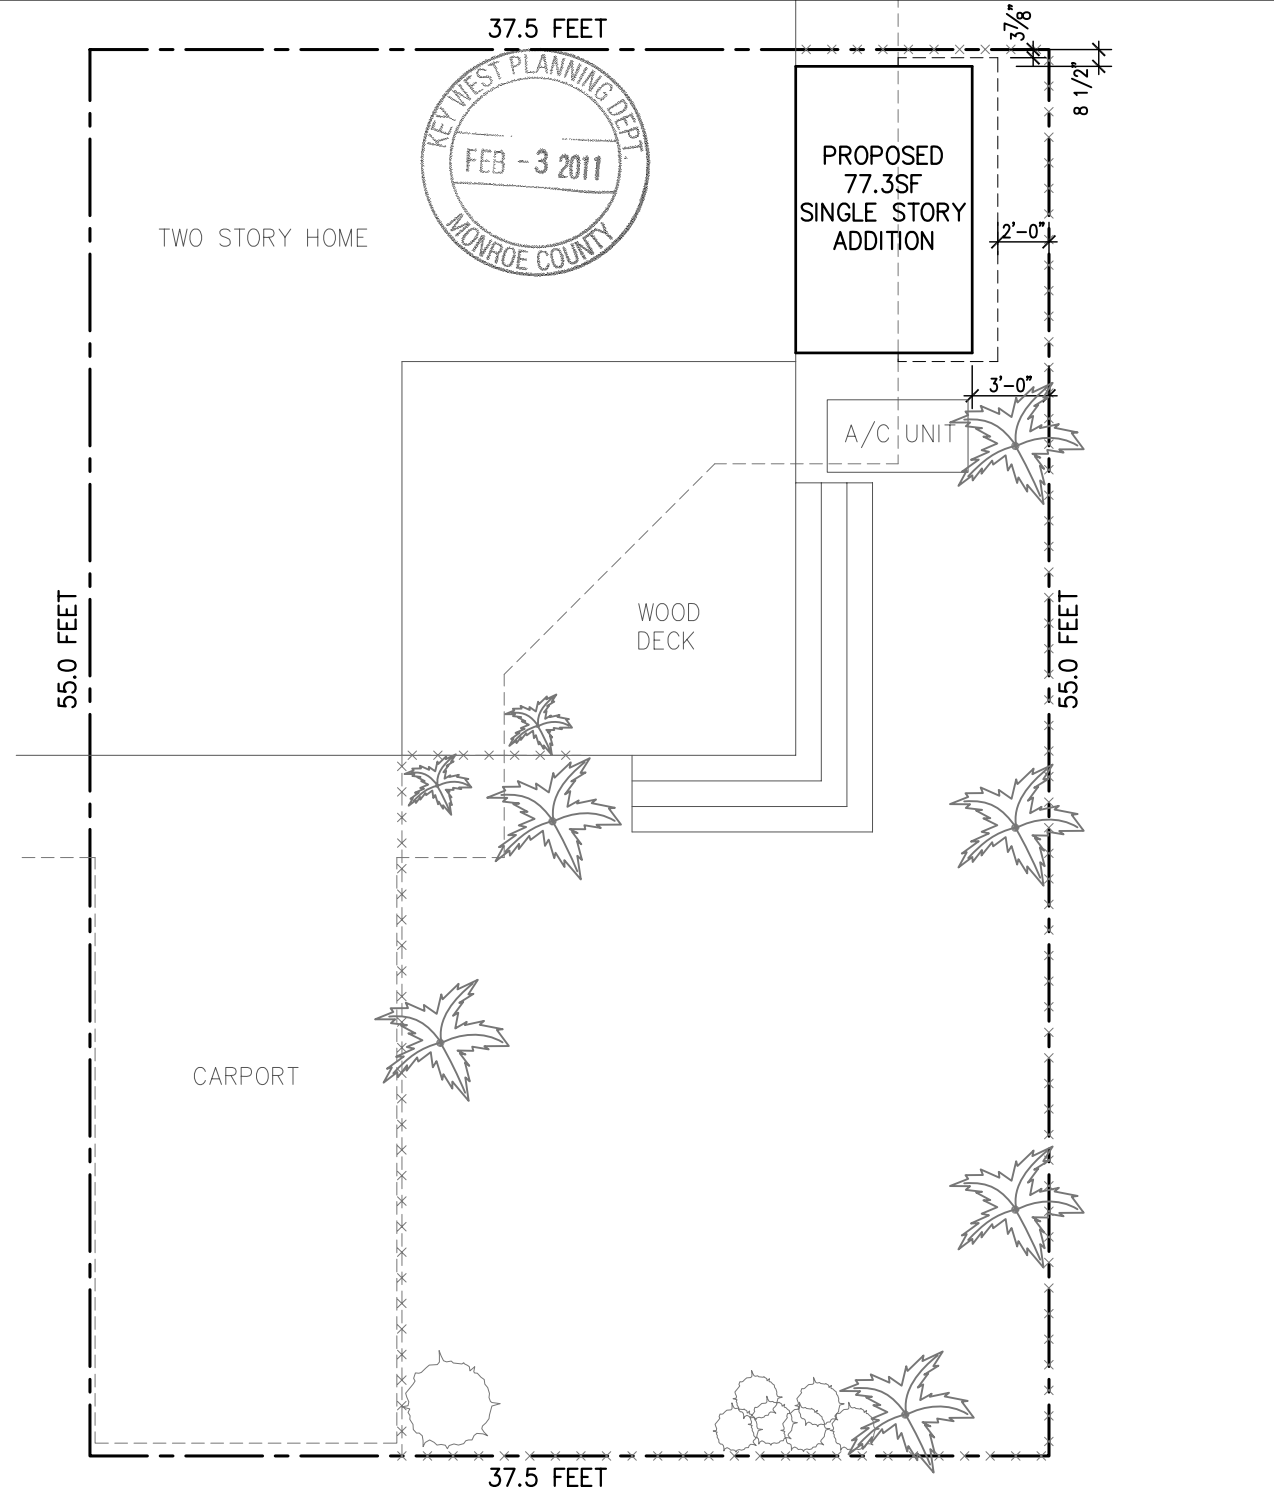 37.5 FEET
3⅞"
8 1/2"
KEY WEST PLANNING DEPT.
FEB - 3 2011
MONROE COUNTY
PROPOSED
77.3SF
SINGLE STORY
ADDITION
TWO STORY HOME
2'-0"
3'-0"
A/C UNIT
WOOD
DECK
55.0 FEET
55.0 FEET
CARPORT
37.5 FEET